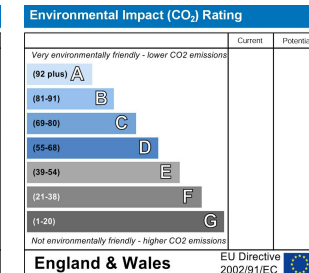 Environmental Impact (CO₂) Rating
Current Potentia
Very environmentally friendly - lower CO2 emissions
(92 plus) A
(81-91) B
(69-80) C
(55-68) D
(39-54) E
(21-38) F
(1-20) G
Not environmentally friendly - higher CO2 emissions
England & Wales
EU Directive
2002/91/EC